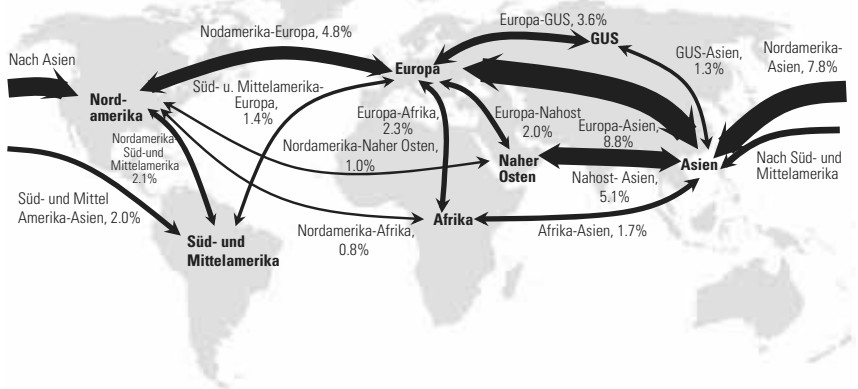 Nodamerika-Europa, 4.8%
Europa-GUS, 3.6%
GUS
GUS-Asien,
1.3%
Nordamerika-
Asien, 7.8%
Nach Asien
Europa
Nord-
amerika
Süd- u. Mittelamerika-
Europa,
1.4%
Europa-Afrika,
2.3%
Europa-Nahost
2.0%
Europa-Asien,
8.8%
Nordamerika-
Süd-und
Mittelamerika
2.1%
Nordamerika-Naher Osten,
1.0%
Naher
Osten
Asien
Nach Süd- und
Mittelamerika
Nahost- Asien,
5.1%
Süd- und Mittel
Amerika-Asien, 2.0%
Süd- und
Mittelamerika
Nordamerika-Afrika,
0.8%
Afrika
Afrika-Asien, 1.7%